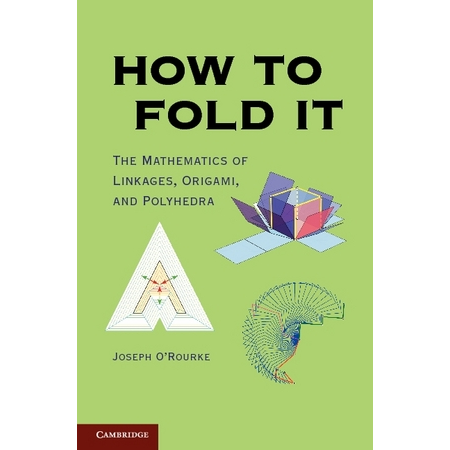 HOW TO
FOLD IT
THE MATHEMATICS OF
LINKAGES, ORIGAMI,
AND POLYHEDRA
JOSEPH O'ROURKE
CAMBRIDGE